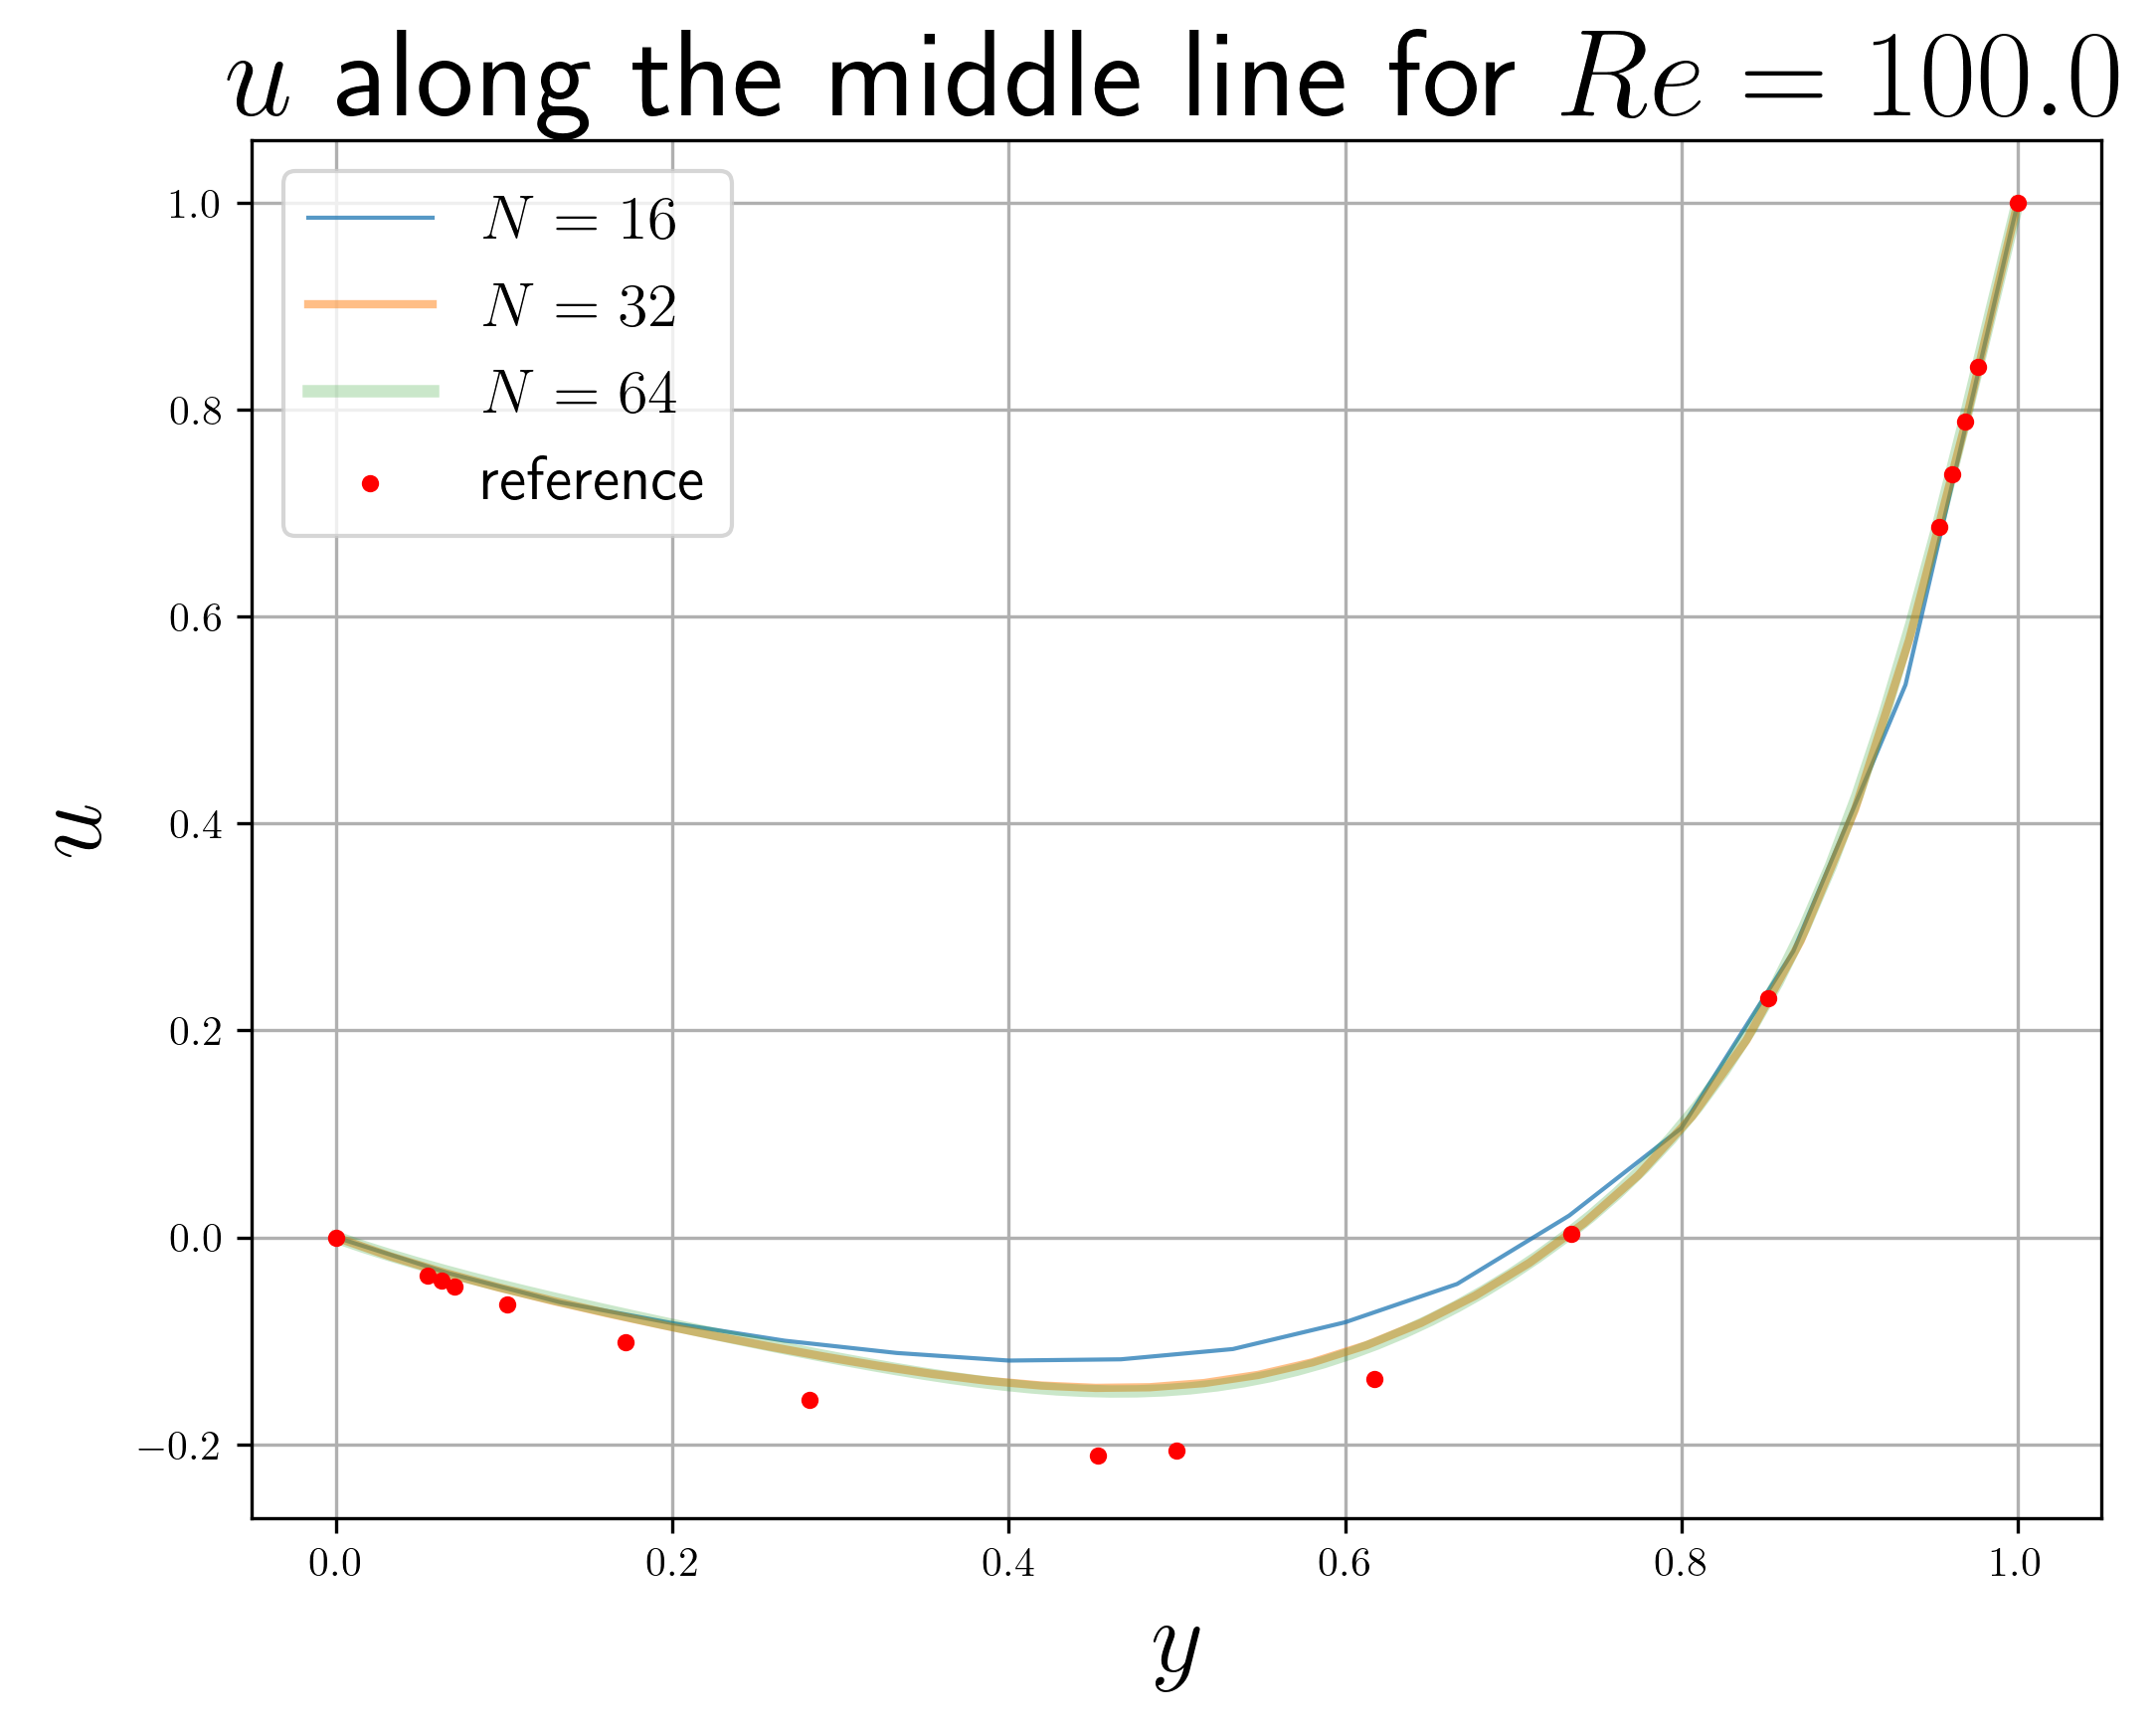 u along the middle line for Re = 100.0
N = 16
N = 32
N = 64
reference
1.0
0.8
0.6
0.4
0.2
0.0
−0.2
u
0.0 0.2 0.4 0.6 0.8 1.0
y